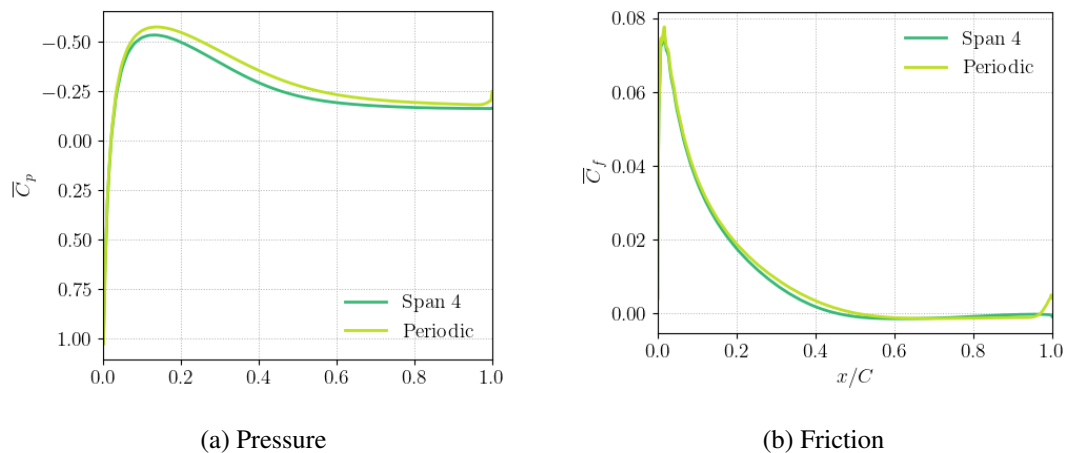 −0.50
−0.25
0.00
0.25
0.50
0.75
1.00
C̅p
Span 4
Periodic
0.0 0.2 0.4 0.6 0.8 1.0
(a) Pressure
0.08
0.06
0.04
0.02
0.00
C̅f
Span 4
Periodic
0.0 0.2 0.4 0.6 0.8 1.0
x/C
(b) Friction